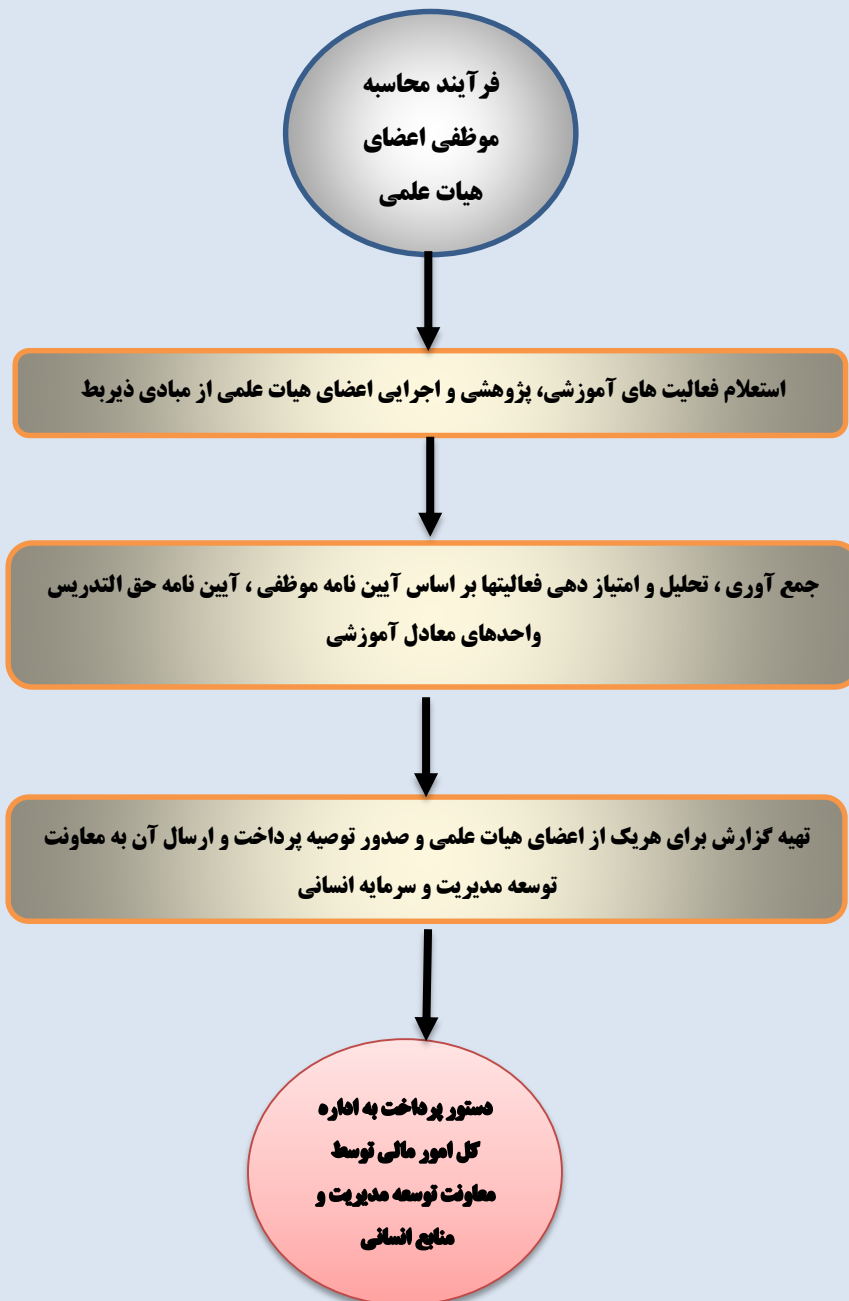 فرآیند محاسبه
موظفی اعضای
هیات علمی
استعلام فعالیت های آموزشی، پژوهشی و اجرایی اعضای هیات علمی از مبادی ذیربط
جمع آوری ، تحلیل و امتیاز دهی فعالیتها بر اساس آیین نامه موظفی ، آیین نامه حق التدریس
واحدهای معادل آموزشی
تهیه گزارش برای هریک از اعضای هیات علمی و صدور توصیه پرداخت و ارسال آن به معاونت
توسعه مدیریت و سرمایه انسانی
دستور پرداخت به اداره
کل امور مالی توسط
معاونت توسعه مدیریت و
منابع انسانی